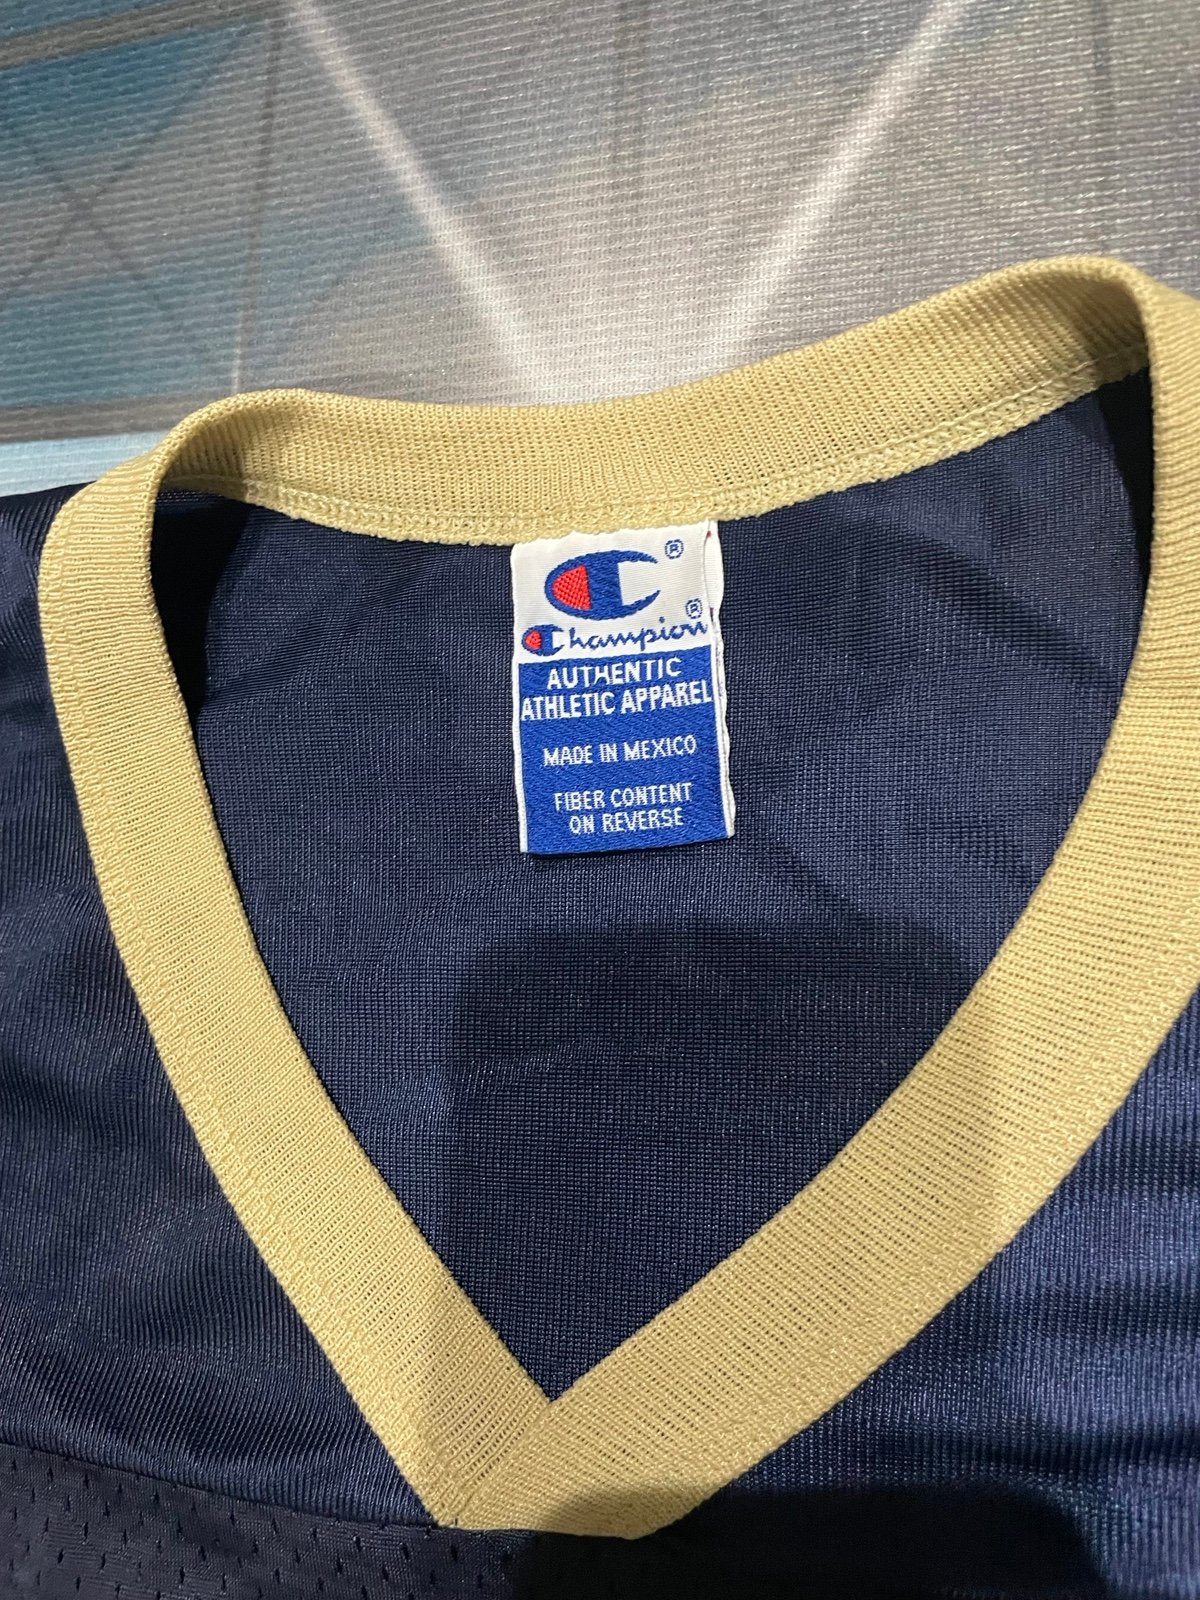 ®
Champion®
AUTHENTIC
ATHLETIC APPAREL
MADE IN MEXICO
FIBER CONTENT
ON REVERSE